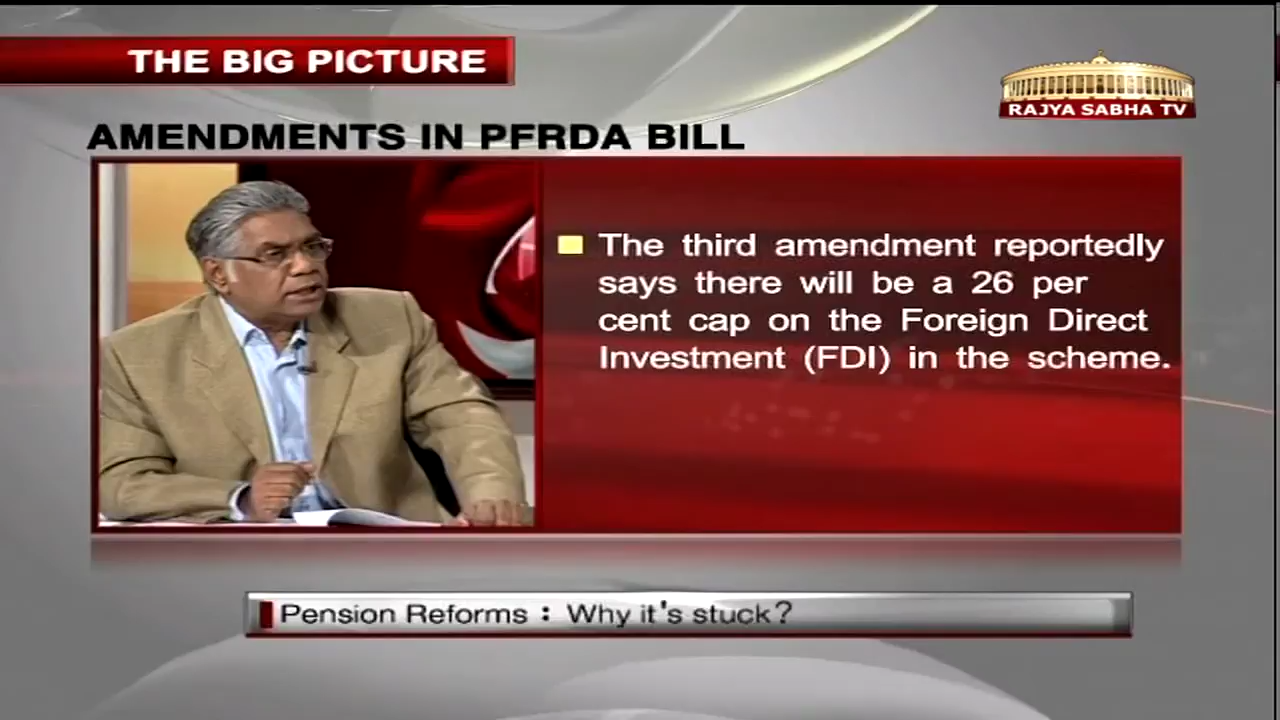 THE BIG PICTURE
RAJYA SABHA TV
AMENDMENTS IN PFRDA BILL
The third amendment reportedly
says there will be a 26 per
cent cap on the Foreign Direct
Investment (FDI) in the scheme.
Pension Reforms : Why it's stuck?